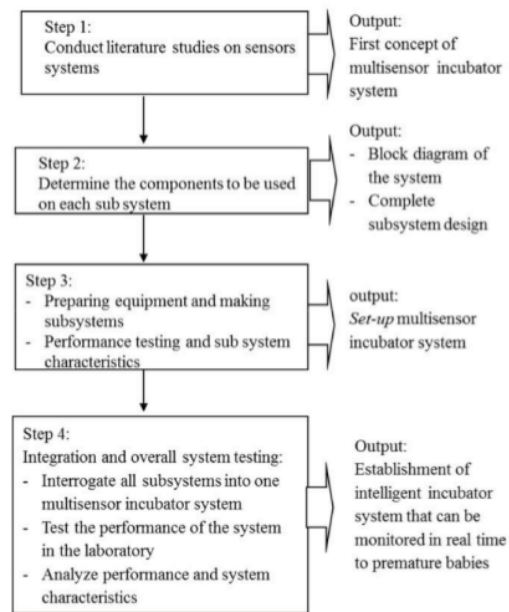 Step 1:
Conduct literature studies on sensors
systems
Output:
First concept of
multisensor incubator
system
Step 2:
Determine the components to be used
on each sub system
Output:
- Block diagram of
the system
- Complete
subsystem design
Step 3:
- Preparing equipment and making
subsystems
- Performance testing and sub system
characteristics
output:
Set-up multisensor
incubator system
Step 4:
Integration and overall system testing:
- Interrogate all subsystems into one
multisensor incubator system
- Test the performance of the system
in the laboratory
- Analyze performance and system
characteristics
Output:
Establishment of
intelligent incubator
system that can be
monitored in real time
to premature babies